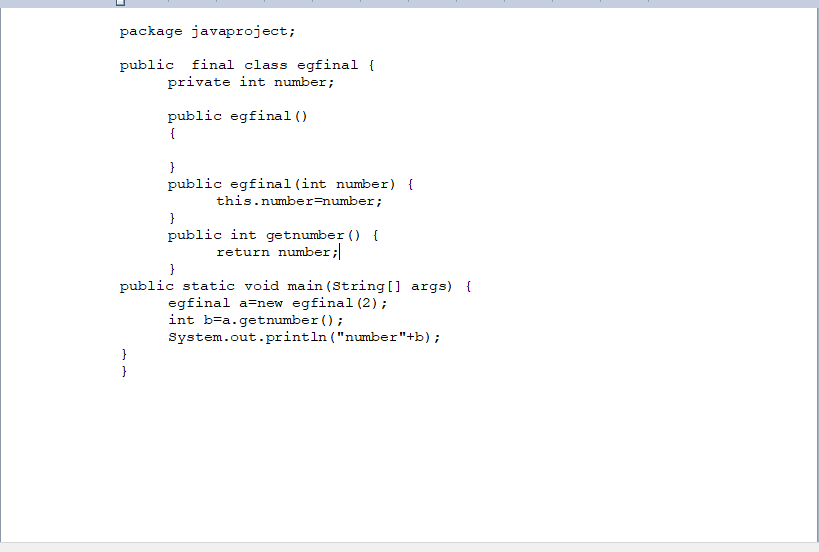 package javaproject;
public  final class egfinal {
private int number;
public egfinal()
{
}
public egfinal(int number) {
this.number=number;
}
public int getnumber() {
return number;
}
public static void main(String[] args) {
egfinal a=new egfinal(2);
int b=a.getnumber();
System.out.println("number"+b);
}
}